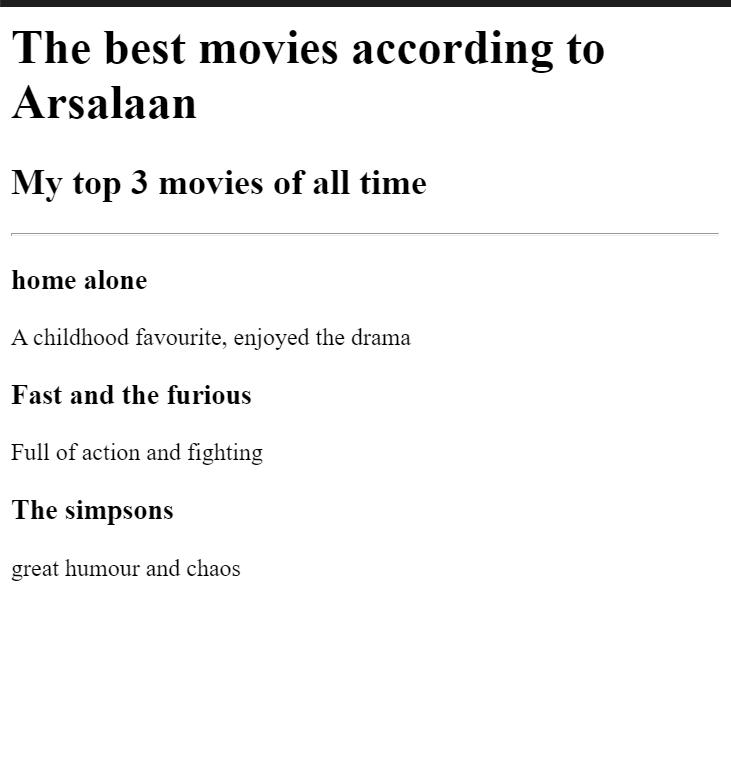 The best movies according to
Arsalaan
My top 3 movies of all time
home alone
A childhood favourite, enjoyed the drama
Fast and the furious
Full of action and fighting
The simpsons
great humour and chaos